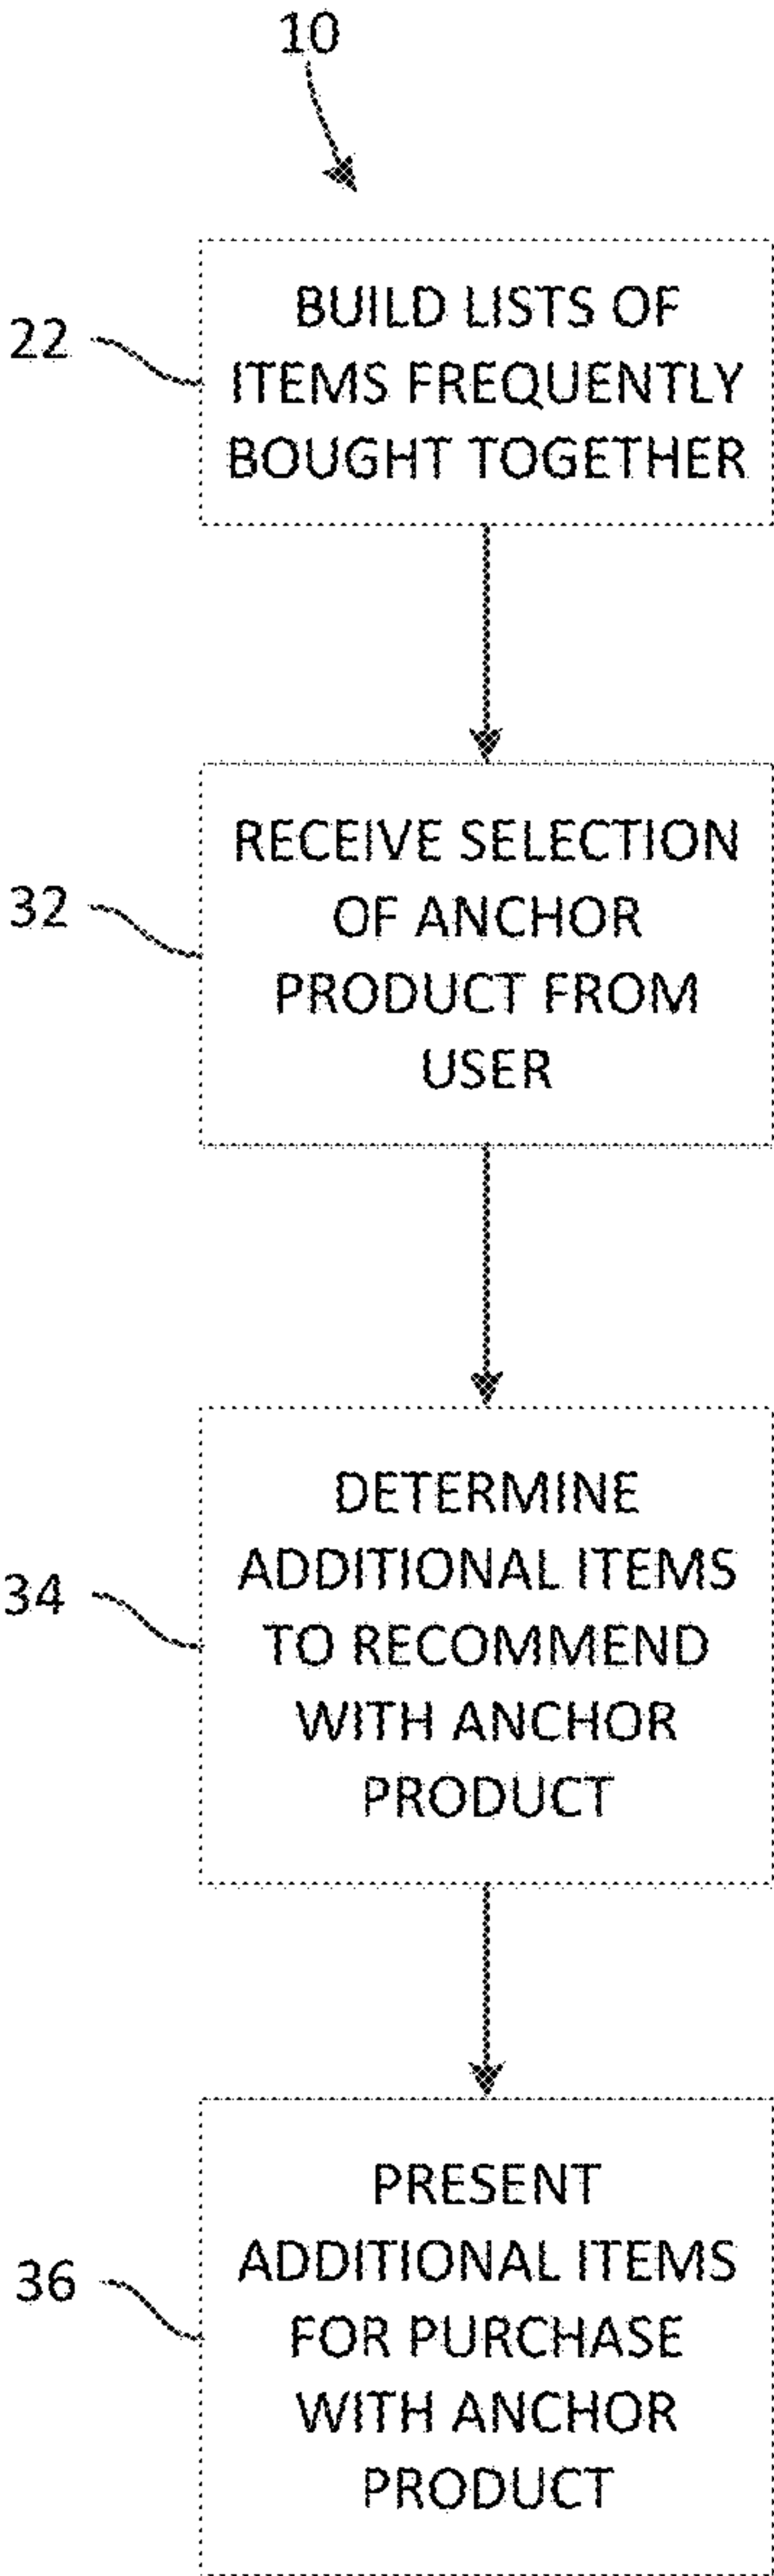 10
22
BUILD LISTS OF
ITEMS FREQUENTLY
BOUGHT TOGETHER
32
RECEIVE SELECTION
OF ANCHOR
PRODUCT FROM
USER
34
DETERMINE
ADDITIONAL ITEMS
TO RECOMMEND
WITH ANCHOR
PRODUCT
36
PRESENT
ADDITIONAL ITEMS
FOR PURCHASE
WITH ANCHOR
PRODUCT